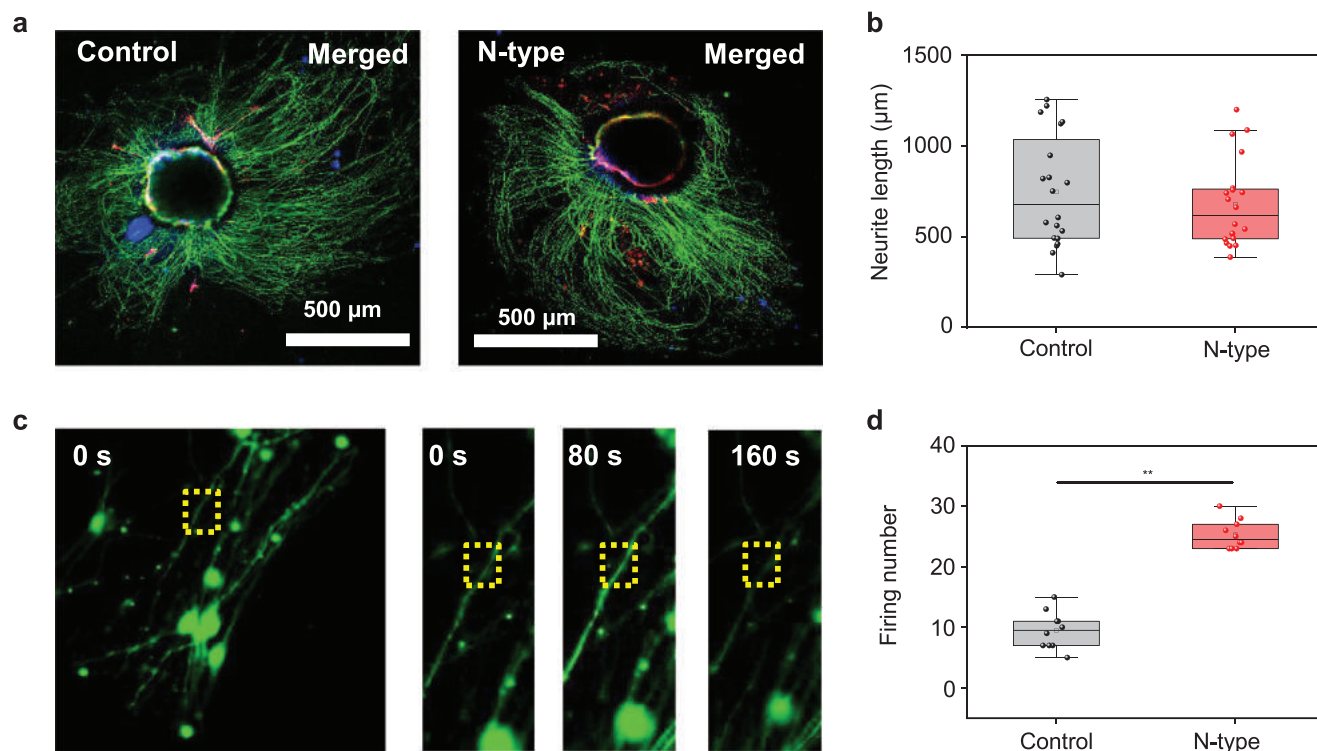 a
Control Merged
500 µm
N-type Merged
500 µm
b
Neurite length (µm)
1500
1000
500
0
Control N-type
c
0 s
0 s
80 s
160 s
d
Firing number
40
30
20
10
0
**
Control N-type